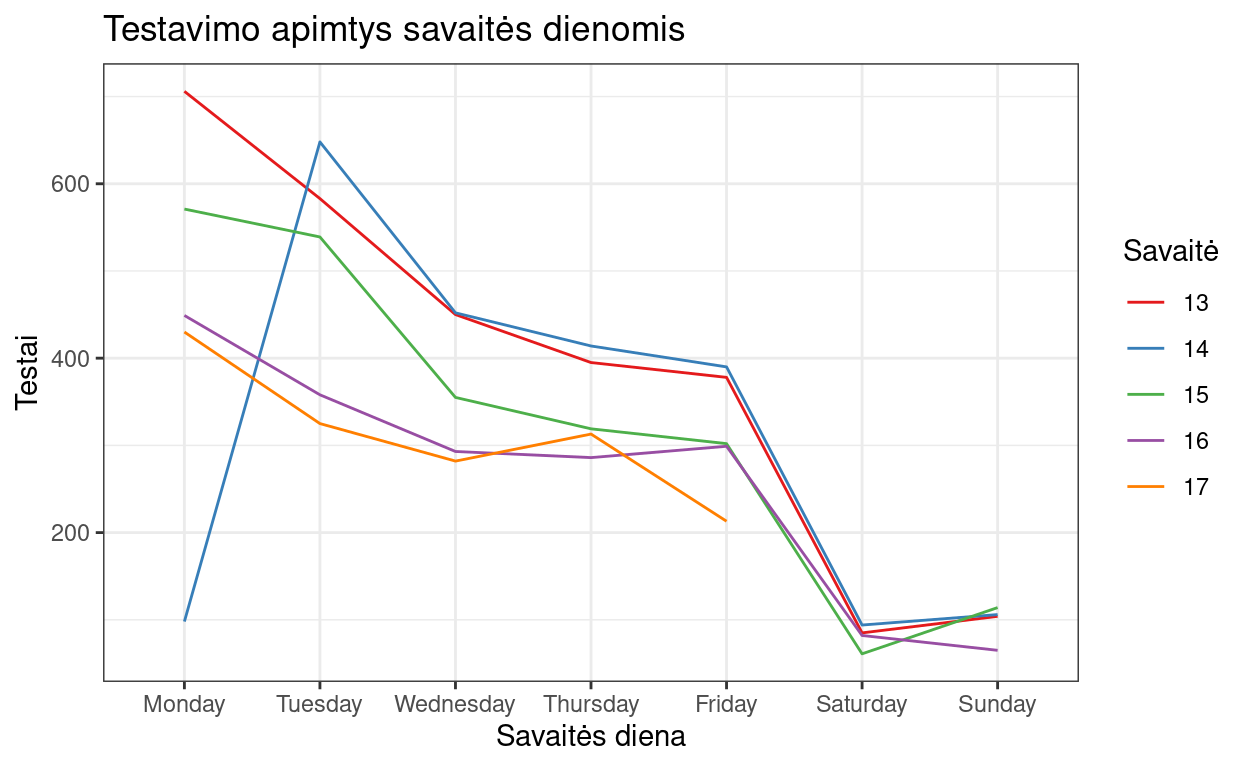 Testavimo apimtys savaitės dienomis
Testai
600
400
200
Monday Tuesday Wednesday Thursday Friday Saturday Sunday
Savaitės diena
Savaitė
13
14
15
16
17